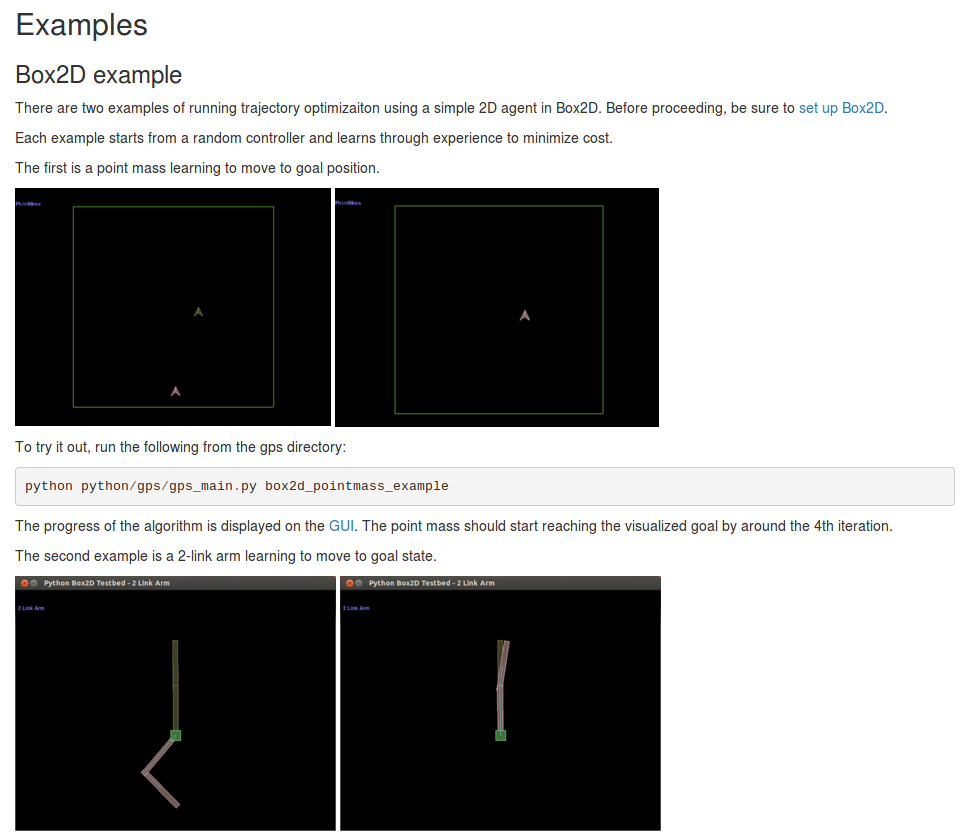 Examples
Box2D example
There are two examples of running trajectory optimizaiton using a simple 2D agent in Box2D. Before proceeding, be sure to set up Box2D.
Each example starts from a random controller and learns through experience to minimize cost.
The first is a point mass learning to move to goal position.
PointMass PointMass
To try it out, run the following from the gps directory:
python python/gps/gps_main.py box2d_pointmass_example
The progress of the algorithm is displayed on the GUI. The point mass should start reaching the visualized goal by around the 4th iteration.
The second example is a 2-link arm learning to move to goal state.
Python Box2D Testbed - 2 Link Arm Python Box2D Testbed - 2 Link Arm
2 Link Arm 2 Link Arm